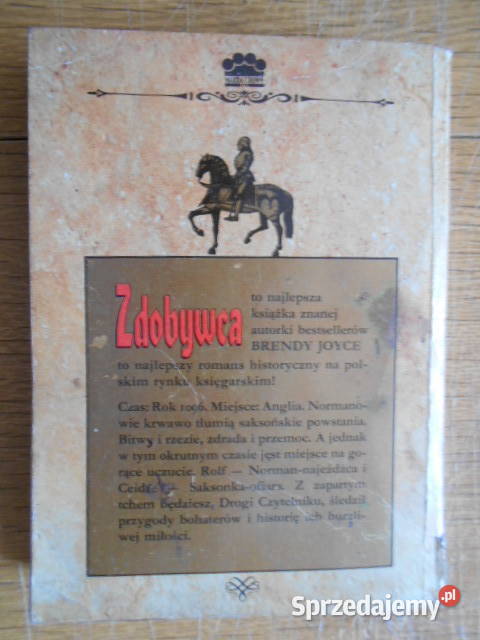 Zdobywca
to najlepsza
książka znanej
autorki bestsellerów
BRENDY JOYCE
to najlepszy romans historyczny na pol-
skim rynku księgarskim!
Czas: Rok 1096. Miejsce: Anglia. Normano-
wie krwawo tłumią saksońskie powstania.
Bitwy i rzezie, zdrada i przemoc. A jednak
w tym okrutnym czasie jest miejsce na go-
rące uczucie. Rolf — Norman-najeźdźca i
— Saksonka-ofiara. Z zapartym
tchem będziesz, Drogi Czytelniku, śledził
przygody bohaterów i historię ich burzli-
wej miłości.
Sprzedajemy.pl